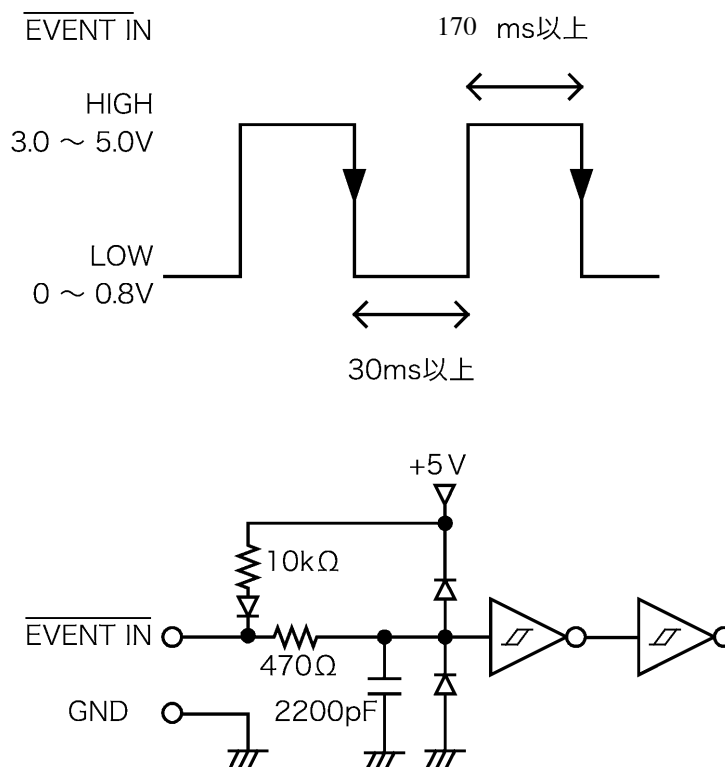 EVENT IN
170 ms以上
HIGH
3.0 ～ 5.0V
LOW
0 ～ 0.8V
30ms以上
+5V
10kΩ
EVENT IN
470Ω
GND
2200pF